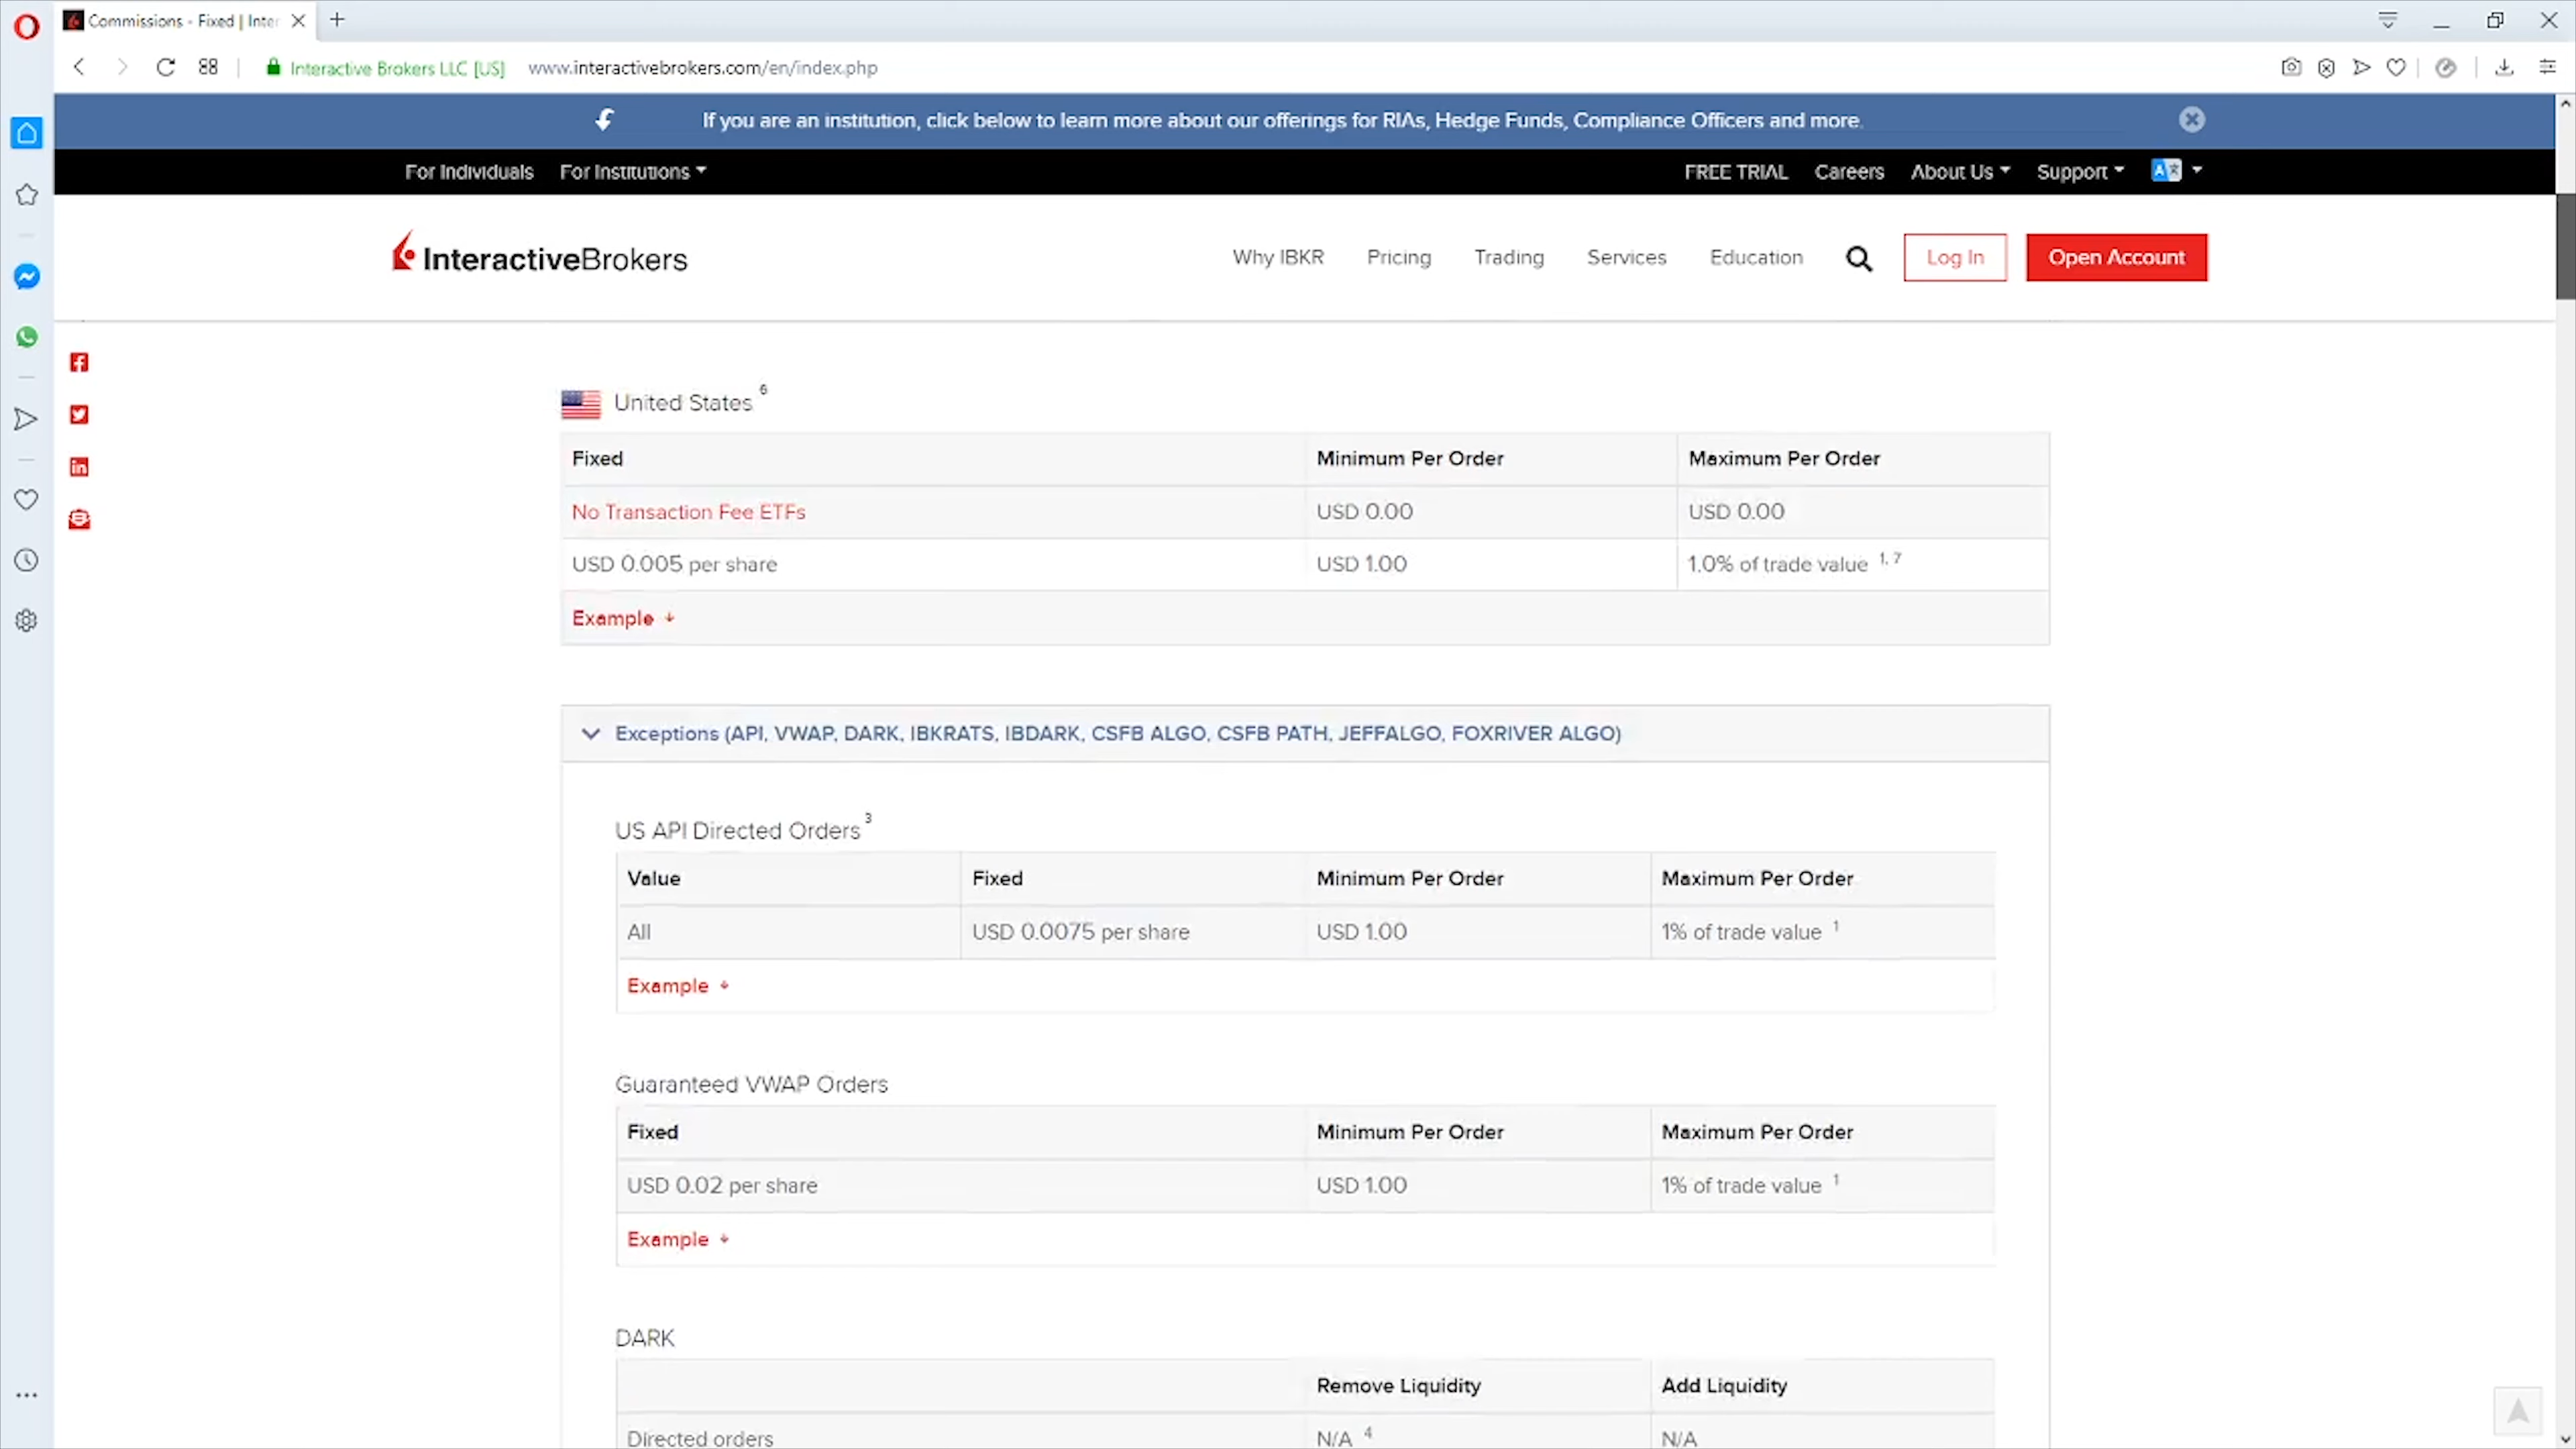 Commissions - Fixed | Inter
Interactive Brokers LLC [US] www.interactivebrokers.com/en/index.php
If you are an institution, click below to learn more about our offerings for RIAs, Hedge Funds, Compliance Officers and more.
For Individuals For Institutions FREE TRIAL Careers About Us Support
InteractiveBrokers Why IBKR Pricing Trading Services Education Log In Open Account
United States 6
Fixed Minimum Per Order Maximum Per Order
No Transaction Fee ETFs USD 0.00 USD 0.00
USD 0.005 per share USD 1.00 1.0% of trade value 1, 7
Example
Exceptions (API, VWAP, DARK, IBKRATS, IBDARK, CSFB ALGO, CSFB PATH, JEFFALGO, FOXRIVER ALGO)
US API Directed Orders 3
Value Fixed Minimum Per Order Maximum Per Order
All USD 0.0075 per share USD 1.00 1% of trade value 1
Example
Guaranteed VWAP Orders
Fixed Minimum Per Order Maximum Per Order
USD 0.02 per share USD 1.00 1% of trade value 1
Example
DARK
Remove Liquidity Add Liquidity
Directed orders N/A 4 N/A